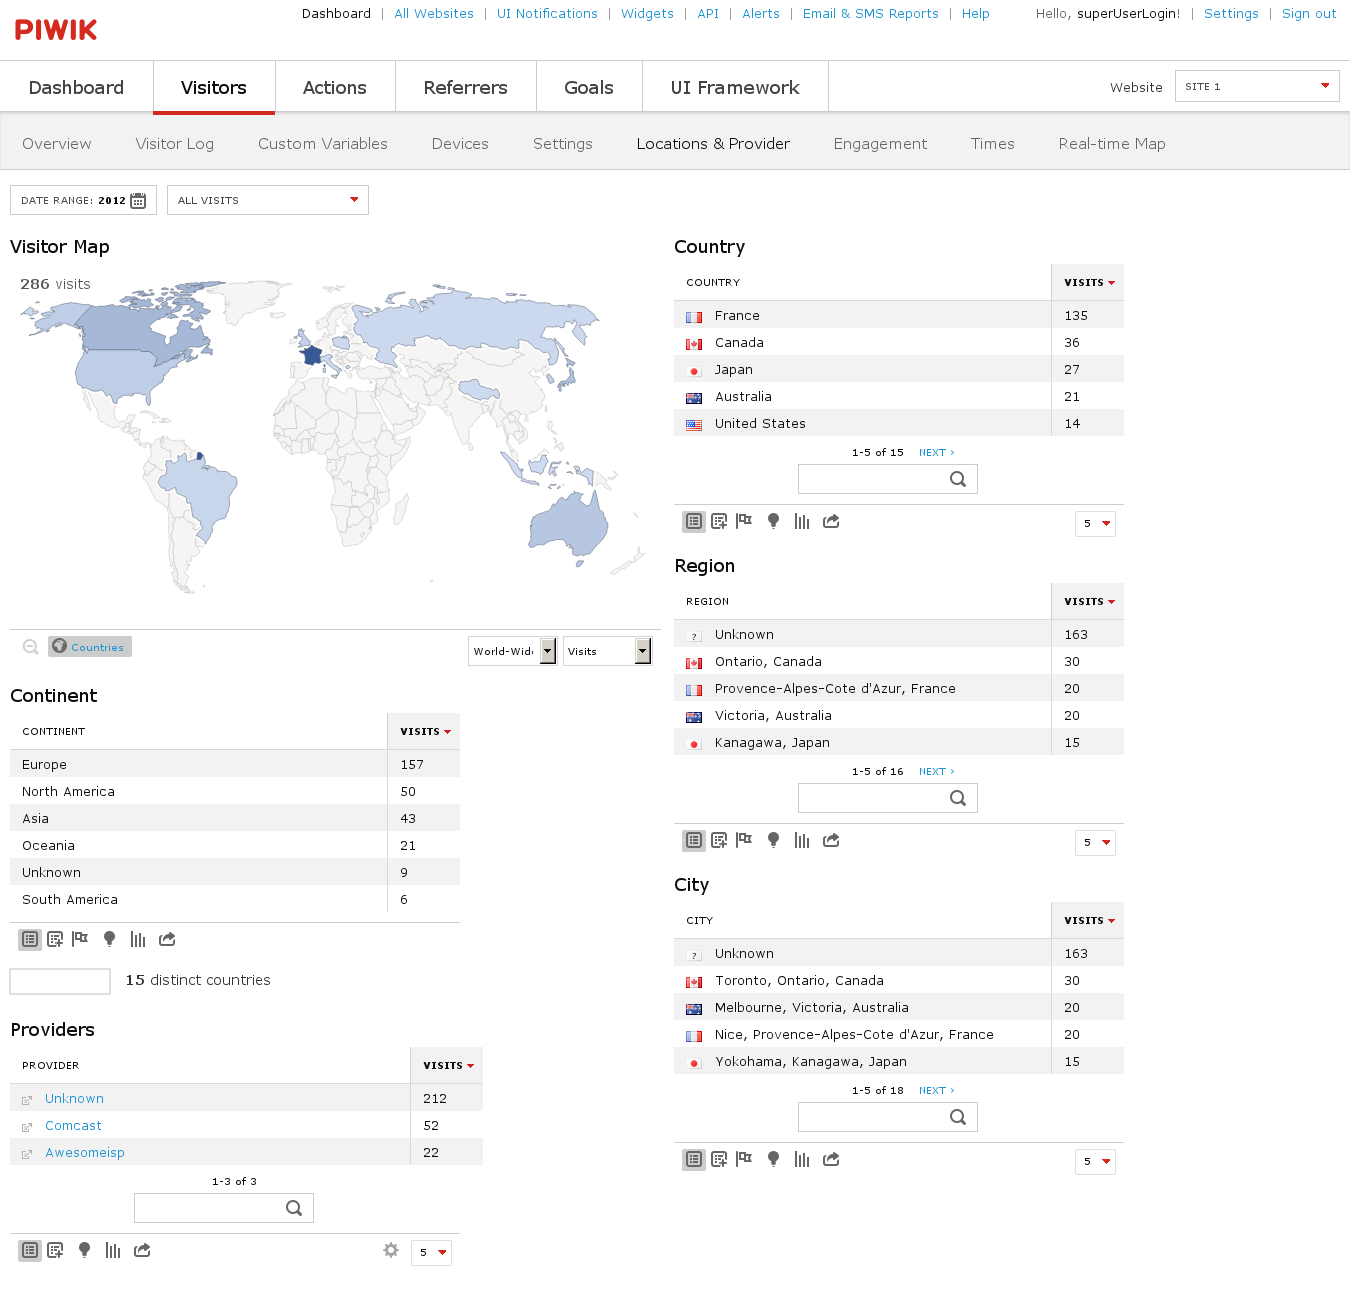 PIWIK
Dashboard | All Websites | UI Notifications | Widgets | API | Alerts | Email & SMS Reports | Help
Hello, superUserLogin! | Settings | Sign out
Dashboard Visitors Actions Referrers Goals UI Framework
Website SITE 1
Overview Visitor Log Custom Variables Devices Settings Locations & Provider Engagement Times Real-time Map
DATE RANGE: 2012
ALL VISITS
Visitor Map
286 visits
Countries
World-Wid
Visits
Continent
CONTINENT VISITS
Europe 157
North America 50
Asia 43
Oceania 21
Unknown 9
South America 6
15 distinct countries
Providers
PROVIDER VISITS
Unknown 212
Comcast 52
Awesomeisp 22
1-3 of 3
5
Country
COUNTRY VISITS
France 135
Canada 36
Japan 27
Australia 21
United States 14
1-5 of 15 NEXT ›
5
Region
REGION VISITS
? Unknown 163
Ontario, Canada 30
Provence-Alpes-Cote d'Azur, France 20
Victoria, Australia 20
Kanagawa, Japan 15
1-5 of 16 NEXT ›
5
City
CITY VISITS
? Unknown 163
Toronto, Ontario, Canada 30
Melbourne, Victoria, Australia 20
Nice, Provence-Alpes-Cote d'Azur, France 20
Yokohama, Kanagawa, Japan 15
1-5 of 18 NEXT ›
5